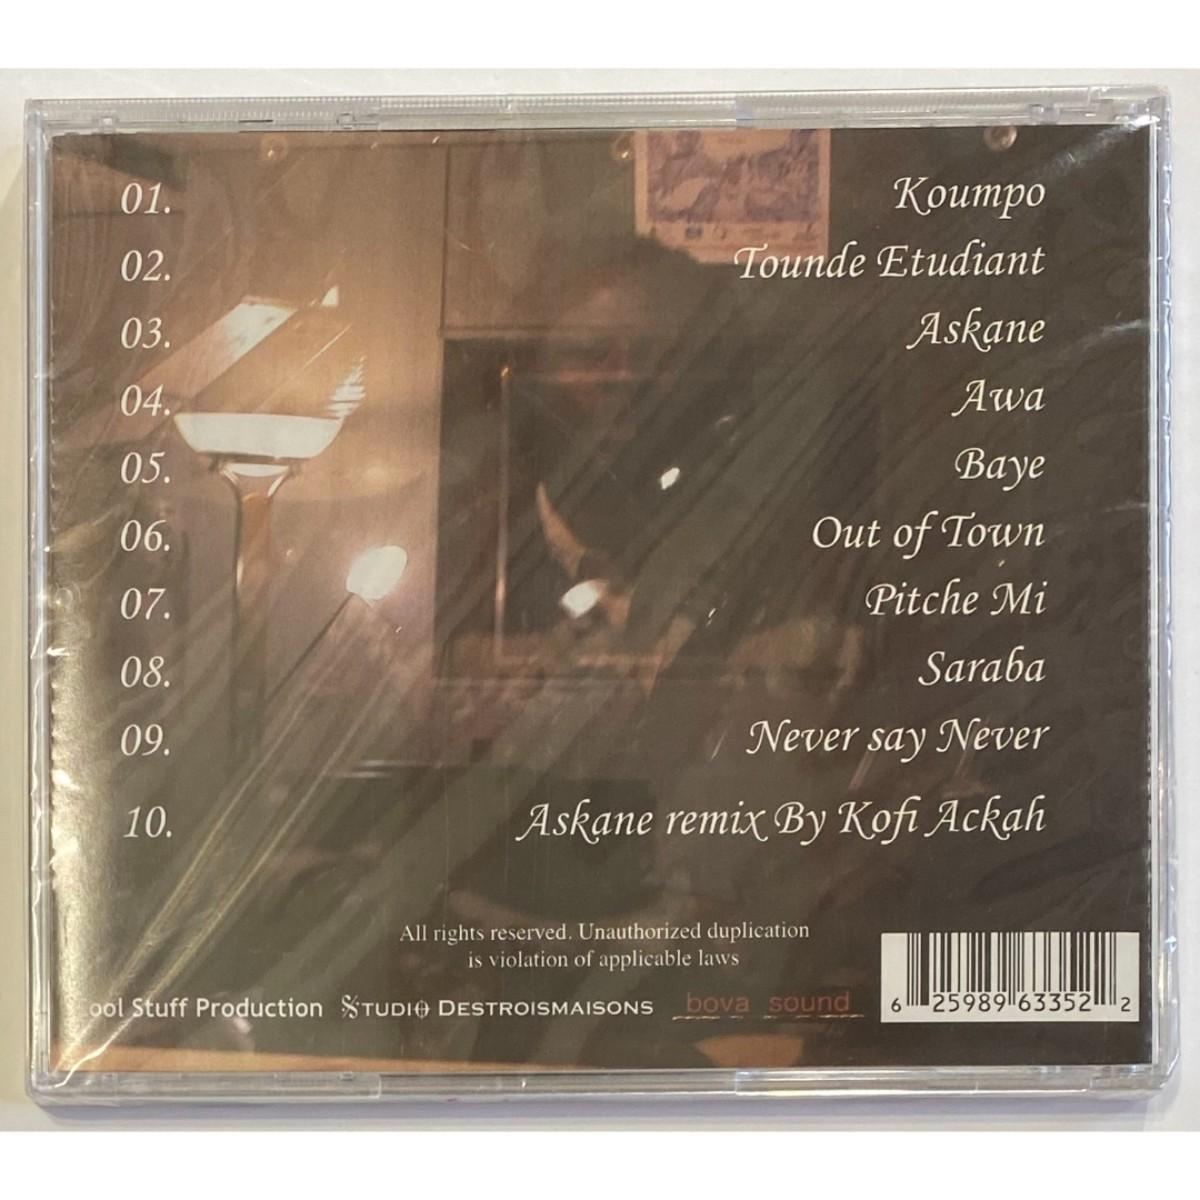 01. Koumpo
02. Tounde Etudiant
03. Askane
04. Awa
05. Baye
06. Out of Town
07. Pitche Mi
08. Saraba
09. Never say Never
10. Askane remix By Kofi Ackah
All rights reserved. Unauthorized duplication
is violation of applicable laws
ool Stuff Production STUDIO DESTROISMAISONS bova sound
6 25989 63352 2